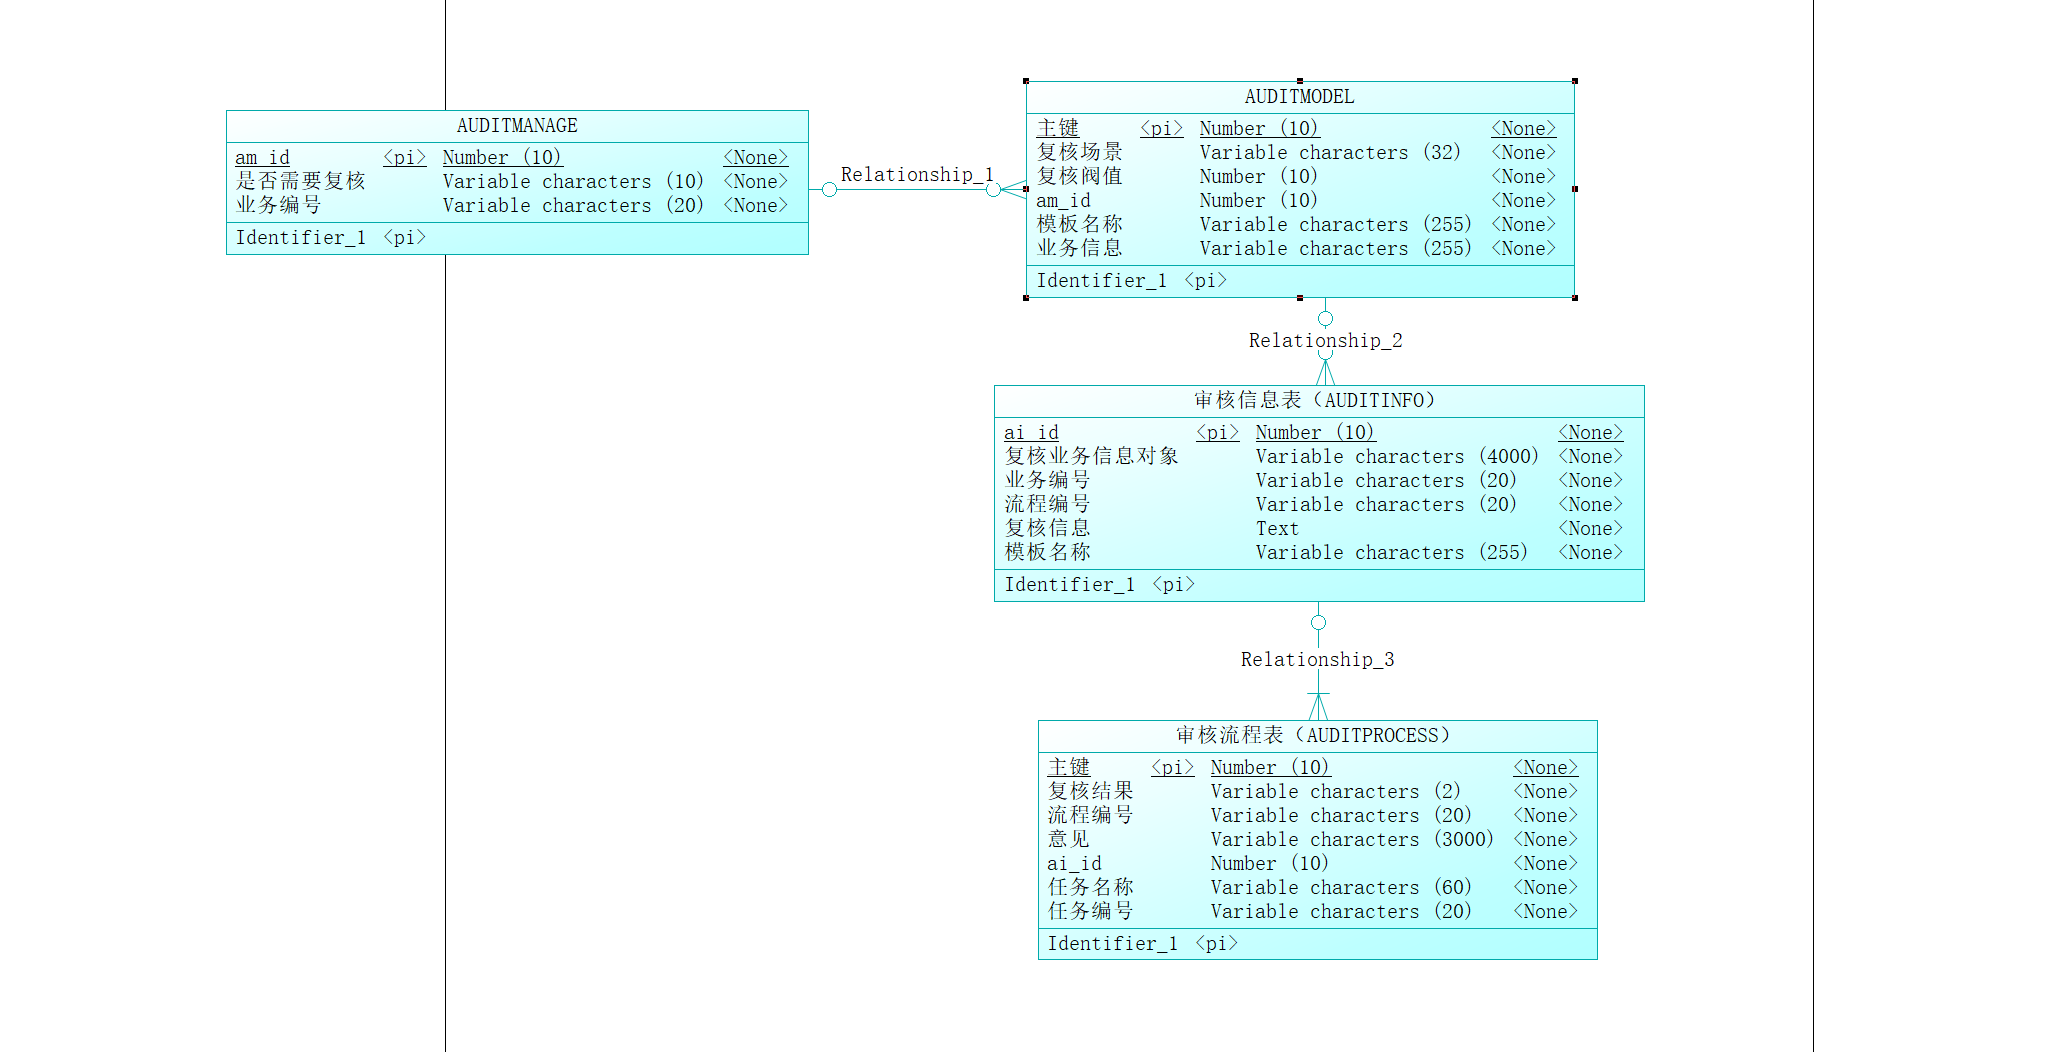 AUDITMANAGE
am_id <pi> Number (10) <None>
是否需要复核 Variable characters (10) <None>
业务编号 Variable characters (20) <None>
Identifier_1 <pi>
Relationship_1
AUDITMODEL
主键 <pi> Number (10) <None>
复核场景 Variable characters (32) <None>
复核阀值 Number (10) <None>
am_id Number (10) <None>
模板名称 Variable characters (255) <None>
业务信息 Variable characters (255) <None>
Identifier_1 <pi>
Relationship_2
审核信息表（AUDITINFO）
ai_id <pi> Number (10) <None>
复核业务信息对象 Variable characters (4000) <None>
业务编号 Variable characters (20) <None>
流程编号 Variable characters (20) <None>
复核信息 Text <None>
模板名称 Variable characters (255) <None>
Identifier_1 <pi>
Relationship_3
审核流程表（AUDITPROCESS）
主键 <pi> Number (10) <None>
复核结果 Variable characters (2) <None>
流程编号 Variable characters (20) <None>
意见 Variable characters (3000) <None>
ai_id Number (10) <None>
任务名称 Variable characters (60) <None>
任务编号 Variable characters (20) <None>
Identifier_1 <pi>